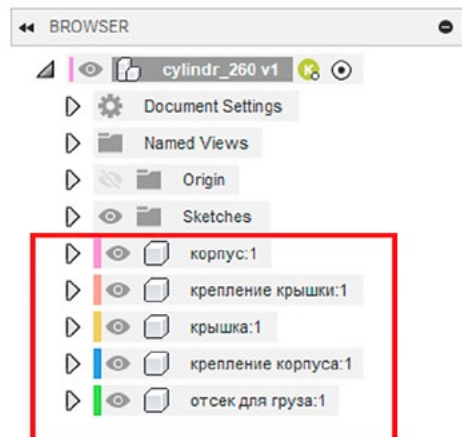 BROWSER
cylindr_260 v1 K
Document Settings
Named Views
Origin
Sketches
корпус:1
крепление крышки:1
крышка:1
крепление корпуса:1
отсек для груза:1